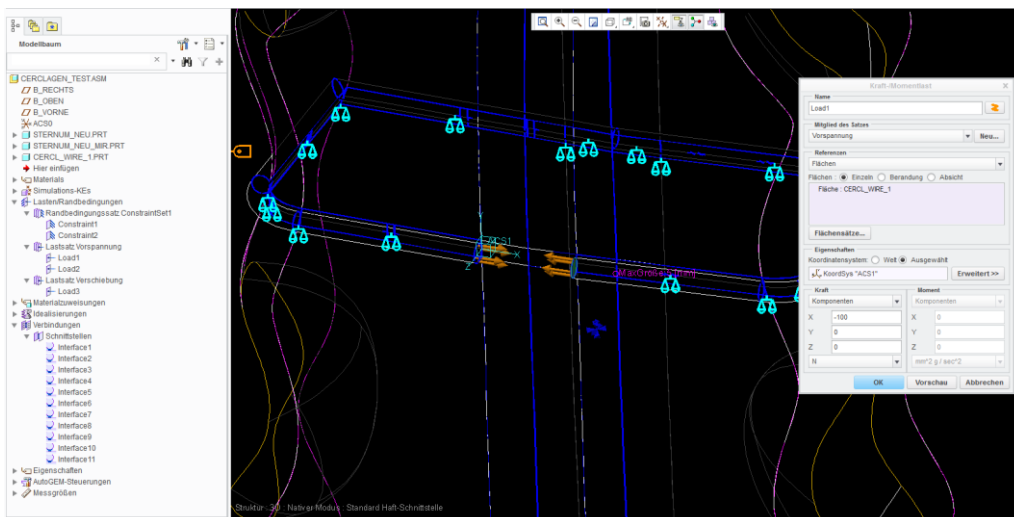 Modellbaum
CERCLAGEN_TEST.ASM
B_RECHTS
B_OBEN
B_VORNE
ACS0
STERNUM_NEU.PRT
STERNUM_NEU_MIR.PRT
CERCL_WIRE_1.PRT
Hier einfügen
Materials
Simulations-KEs
Lasten/Randbedingungen
Randbedingungssatz ConstraintSet1
Constraint1
Constraint2
Lastsatz Vorspannung
Load1
Load2
Lastsatz Verschiebung
Load3
Materialzuweisungen
Idealisierungen
Verbindungen
Schnittstellen
Interface1
Interface2
Interface3
Interface4
Interface5
Interface6
Interface7
Interface8
Interface9
Interface10
Interface11
Eigenschaften
AutoGEM-Steuerungen
Messgrößen
Y
ACS1
X
Z
Struktur : 3D : Nativer Modus : Standard Haft-Schnittstelle
Kraft-/Momentlast
Name
Load1
Mitglied des Satzes
Vorspannung Neu...
Referenzen
Flächen
Flächen : Einzeln Berandung Absicht
Fläche : CERCL_WIRE_1
Flächensätze...
Eigenschaften
Koordinatensystem: Welt Ausgewählt
KoordSys "ACS1" Erweitert >>
Kraft Moment
Komponenten Komponenten
X -100 X 0
Y 0 Y 0
Z 0 Z 0
N mm^2 g / sec^2
OK Vorschau Abbrechen